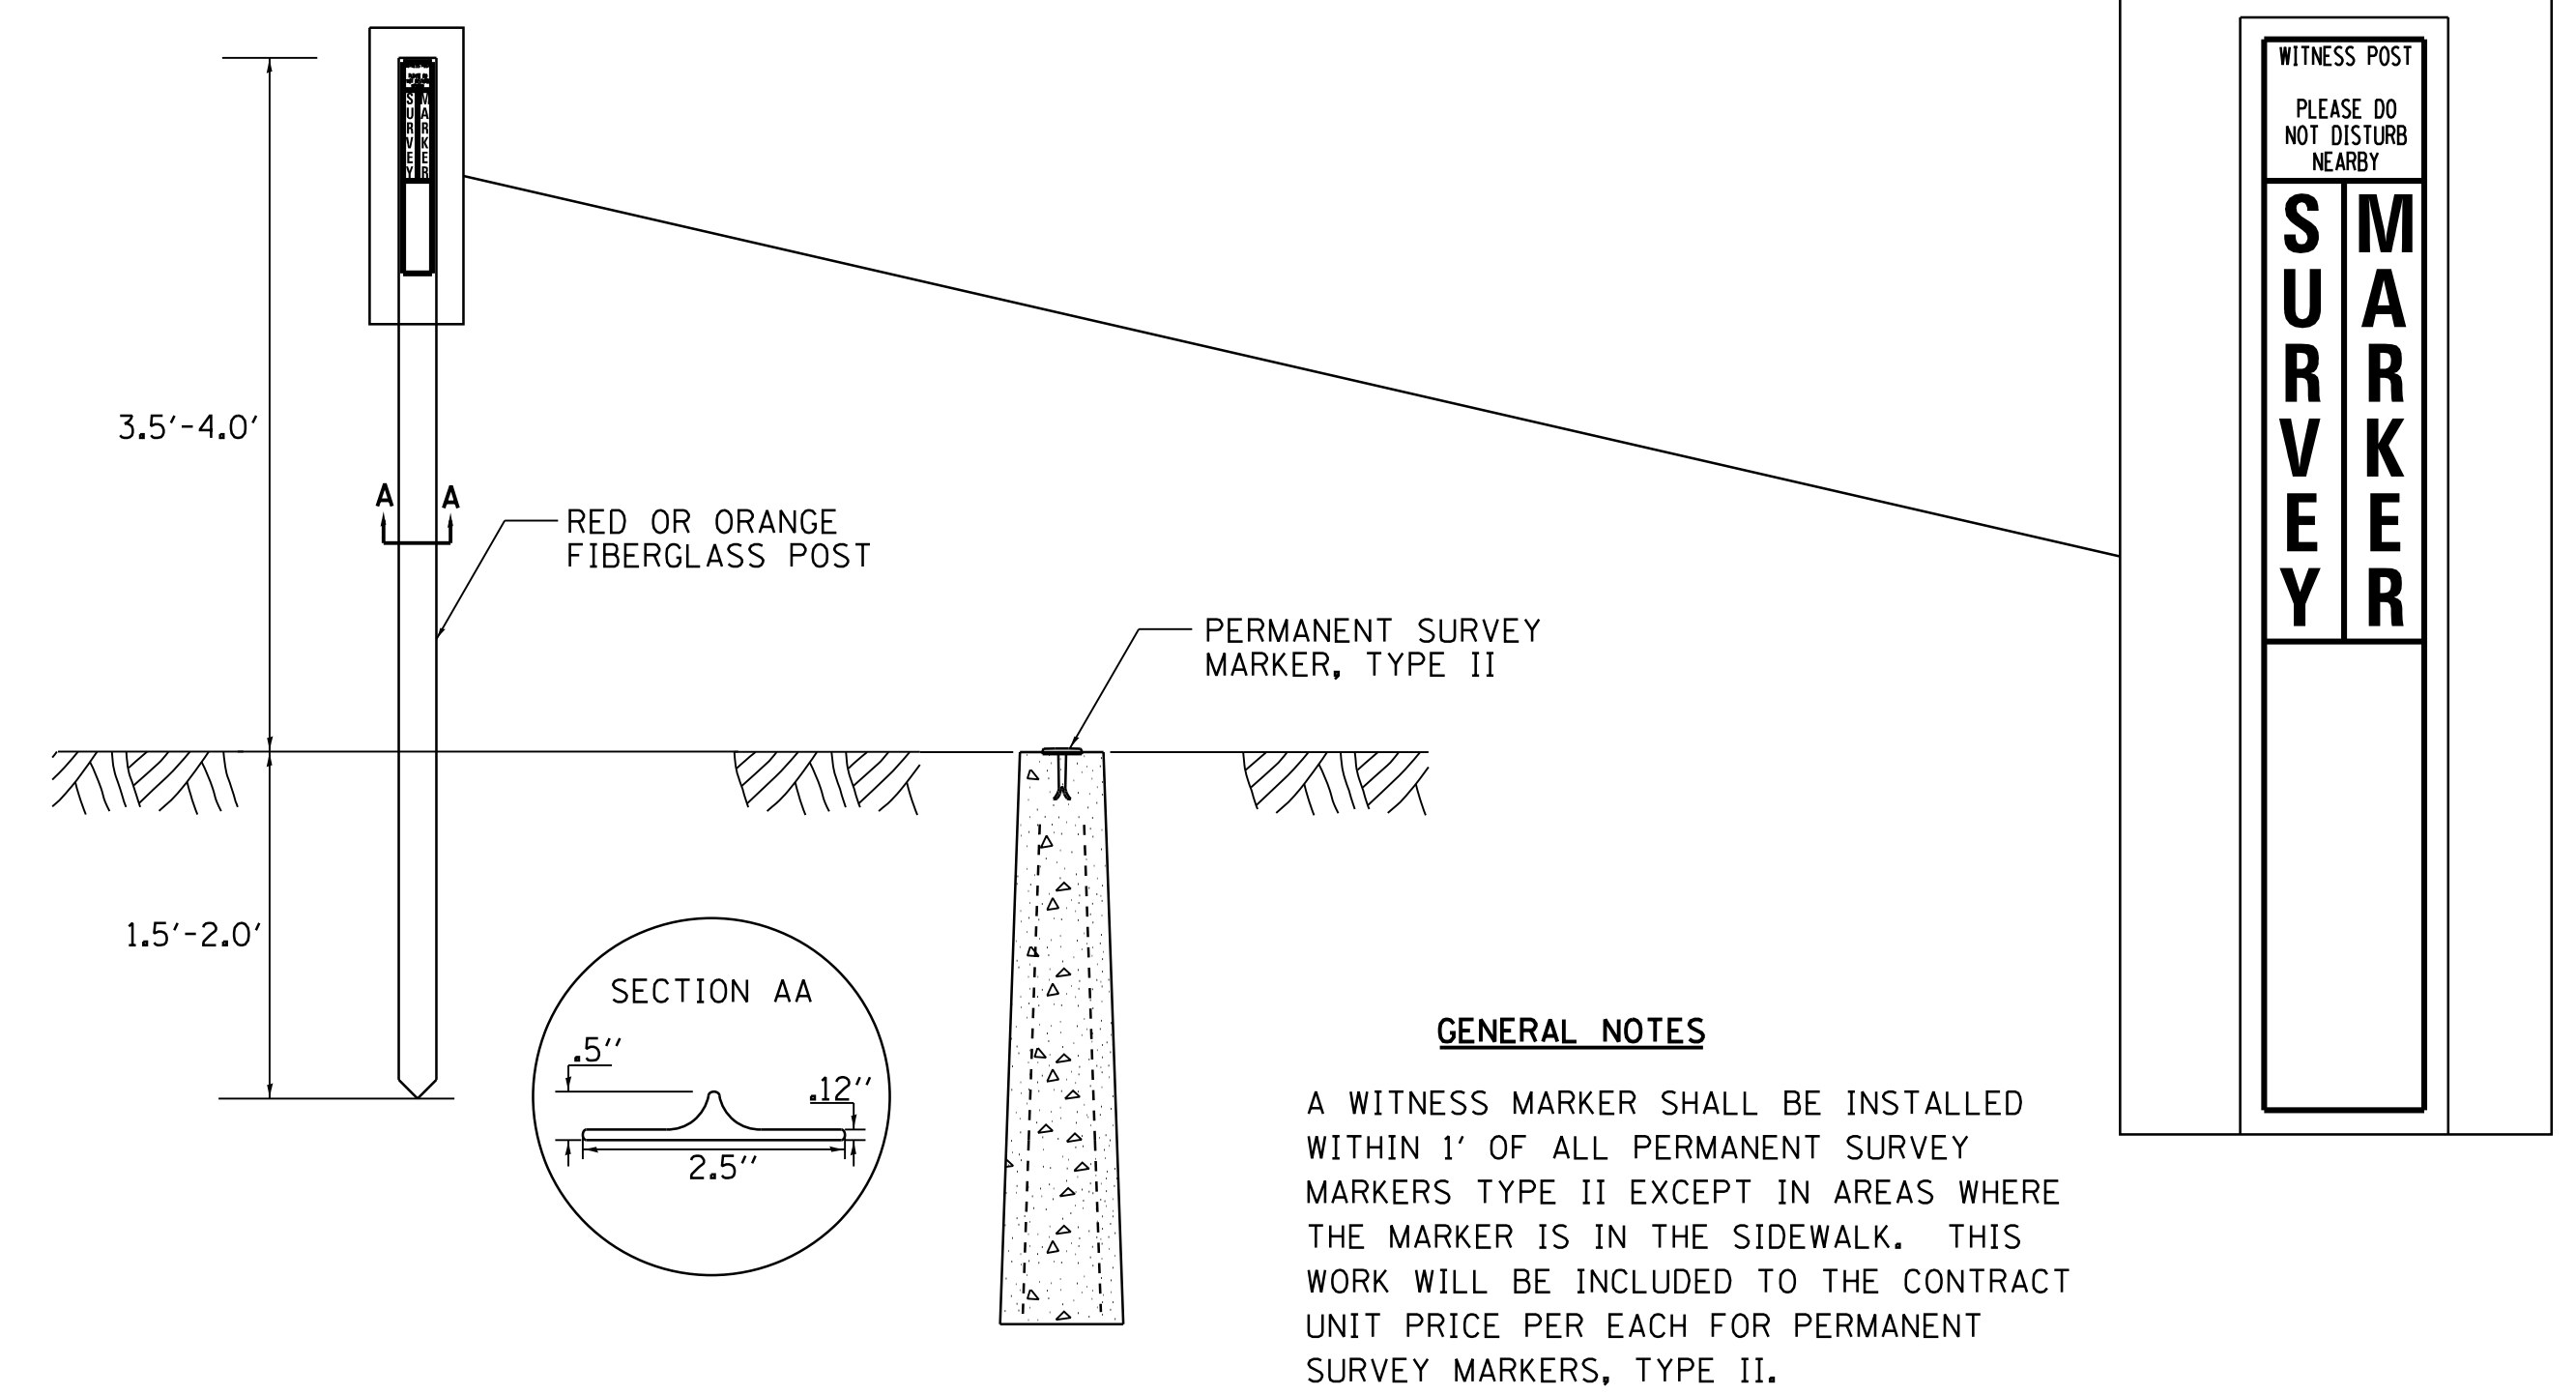 WITNESS POST
PLEASE DO
NOT DISTURB
NEARBY
SURVEY
MARKER
SURVEY
MARKER
3.5'-4.0'
A
A
RED OR ORANGE
FIBERGLASS POST
PERMANENT SURVEY
MARKER, TYPE II
1.5'-2.0'
SECTION AA
.5''
.12''
2.5''
GENERAL NOTES
A WITNESS MARKER SHALL BE INSTALLED
WITHIN 1' OF ALL PERMANENT SURVEY
MARKERS TYPE II EXCEPT IN AREAS WHERE
THE MARKER IS IN THE SIDEWALK. THIS
WORK WILL BE INCLUDED TO THE CONTRACT
UNIT PRICE PER EACH FOR PERMANENT
SURVEY MARKERS, TYPE II.